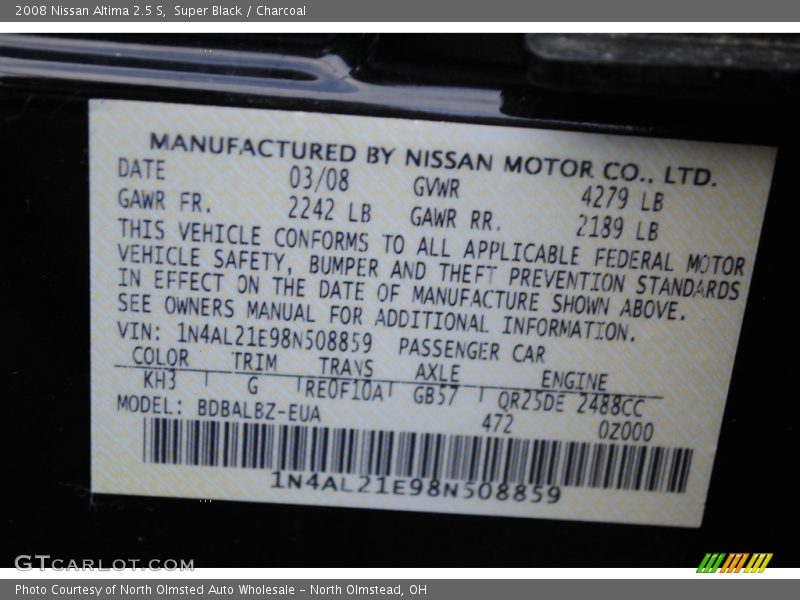 2008 Nissan Altima 2.5 S, Super Black / Charcoal
MANUFACTURED BY NISSAN MOTOR CO., LTD.
DATE 03/08 GVWR 4279 LB
GAWR FR. 2242 LB GAWR RR. 2189 LB
THIS VEHICLE CONFORMS TO ALL APPLICABLE FEDERAL MOTOR
VEHICLE SAFETY, BUMPER AND THEFT PREVENTION STANDARDS
IN EFFECT ON THE DATE OF MANUFACTURE SHOWN ABOVE.
SEE OWNERS MANUAL FOR ADDITIONAL INFORMATION.
VIN: 1N4AL21E98N508859 PASSENGER CAR
COLOR TRIM TRANS AXLE ENGINE
KH3 G RE0F10A GB57 QR25DE 2488CC
MODEL: BDBALBZ-EUA 472 0Z000
1N4AL21E98N508859
GTCARLOT.COM
Photo Courtesy of North Olmsted Auto Wholesale - North Olmstead, OH